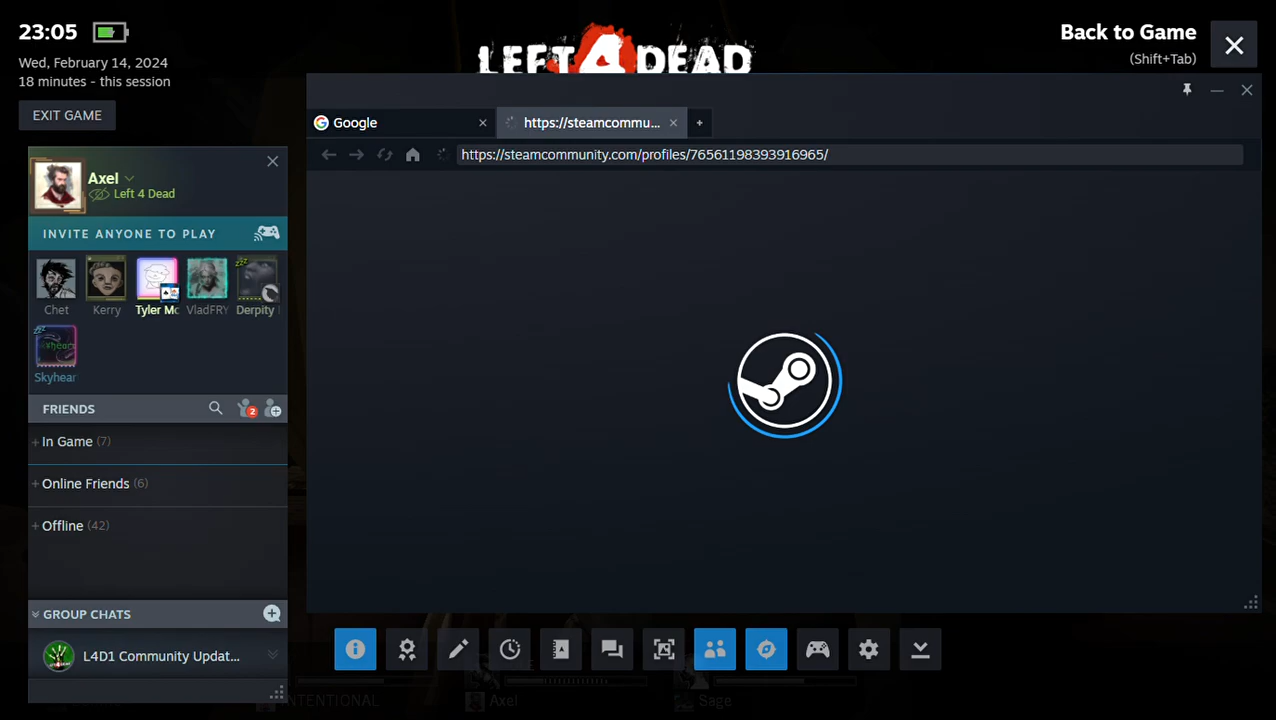 23:05
Wed, February 14, 2024
18 minutes - this session
EXIT GAME
LEFT 4 DEAD
Back to Game
(Shift+Tab)
Google
https://steamcommu...
https://steamcommunity.com/profiles/76561198393916965/
Axel
Left 4 Dead
INVITE ANYONE TO PLAY
Chet
Kerry
Tyler Mc
VladFRY
Derpity
Skyhear
FRIENDS
2
+ In Game (7)
+ Online Friends (6)
+ Offline (42)
GROUP CHATS
L4D1 Community Updat...
INTENTIONAL
Axel
Sage